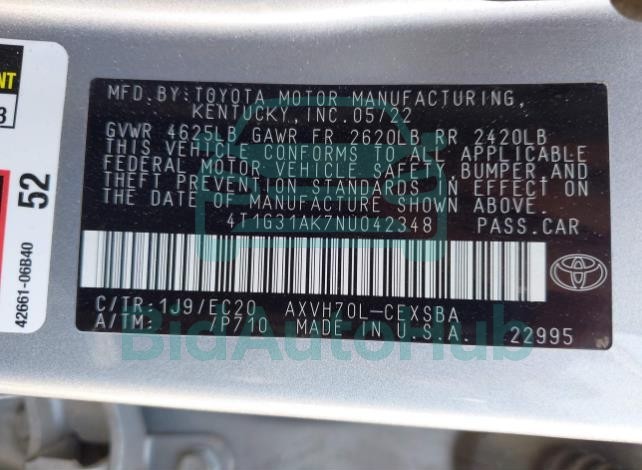 MFD.BY:TOYOTA MOTOR MANUFACTURING,
KENTUCKY,INC.05/22
GVWR 4625LB GAWR FR 2620LB RR 2420LB
THIS VEHICLE CONFORMS TO ALL APPLICABLE
FEDERAL MOTOR VEHICLE SAFETY,BUMPER,AND
THEFT PREVENTION STANDARDS IN EFFECT ON
THE DATE OF MANUFACTURE SHOWN ABOVE.
4T1G31AK7NU042348 PASS.CAR
C/TR:1J9/EC20 AXVH70L-CEXSBA
A/TM: /P710 MADE IN U.S.A. 22995
BidAutoHub
52
42661-06B40